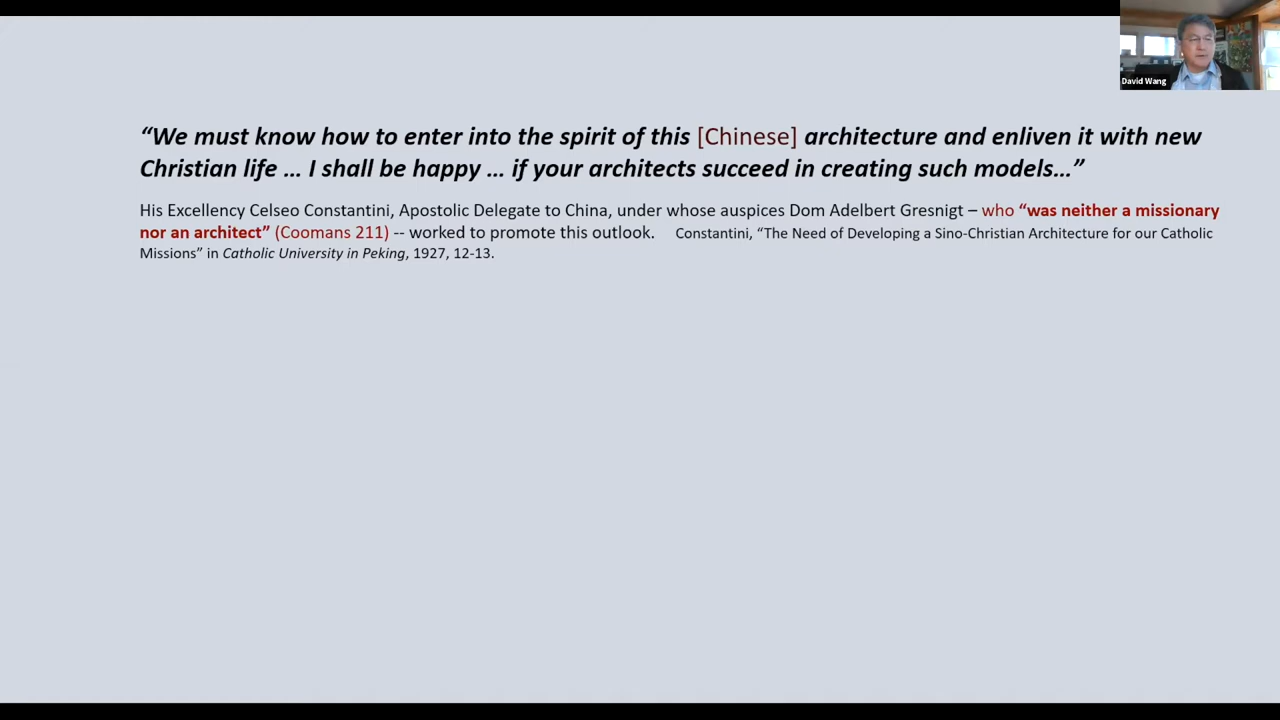 David Wang
“We must know how to enter into the spirit of this [Chinese] architecture and enliven it with new
Christian life … I shall be happy … if your architects succeed in creating such models…”
His Excellency Celseo Constantini, Apostolic Delegate to China, under whose auspices Dom Adelbert Gresnigt – who “was neither a missionary
nor an architect” (Coomans 211) -- worked to promote this outlook. Constantini, “The Need of Developing a Sino-Christian Architecture for our Catholic
Missions” in Catholic University in Peking, 1927, 12-13.